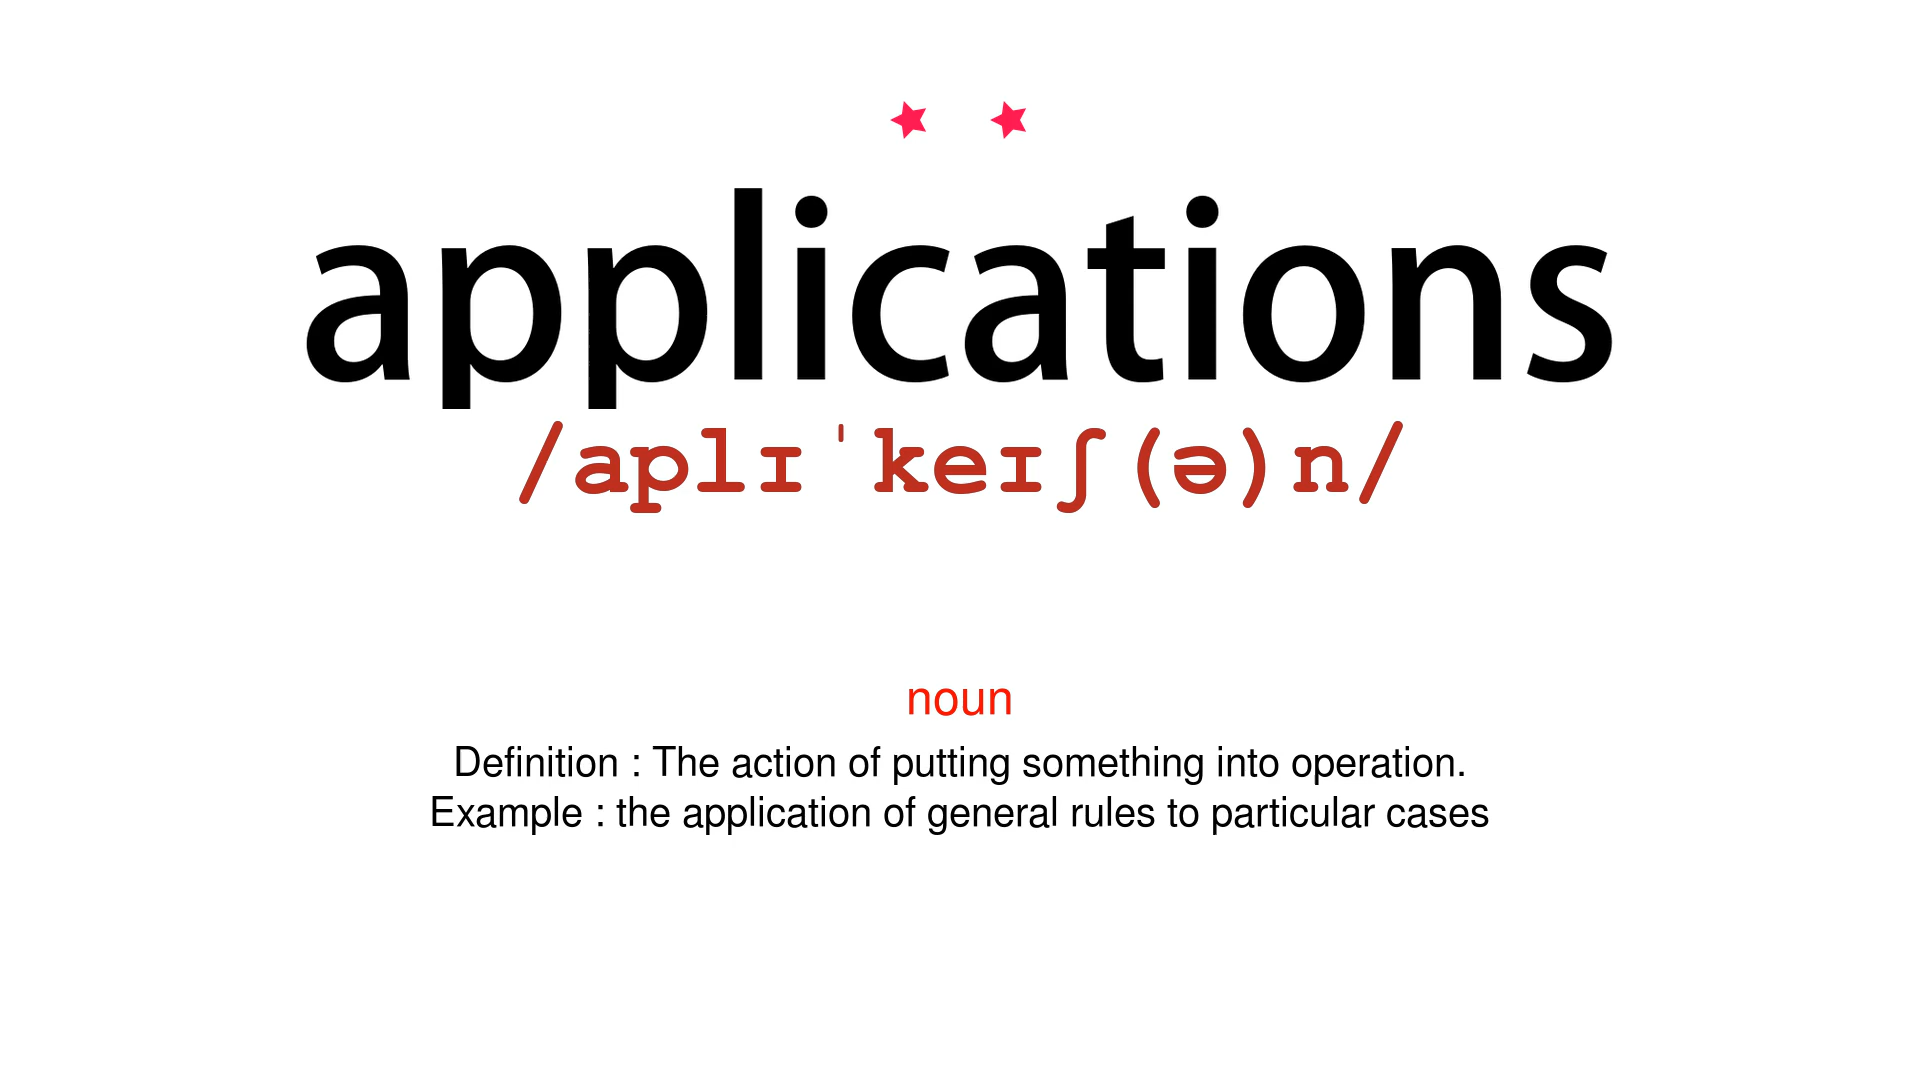 applications
/aplɪˈkeɪʃ(ə)n/
noun
Definition : The action of putting something into operation.
Example : the application of general rules to particular cases